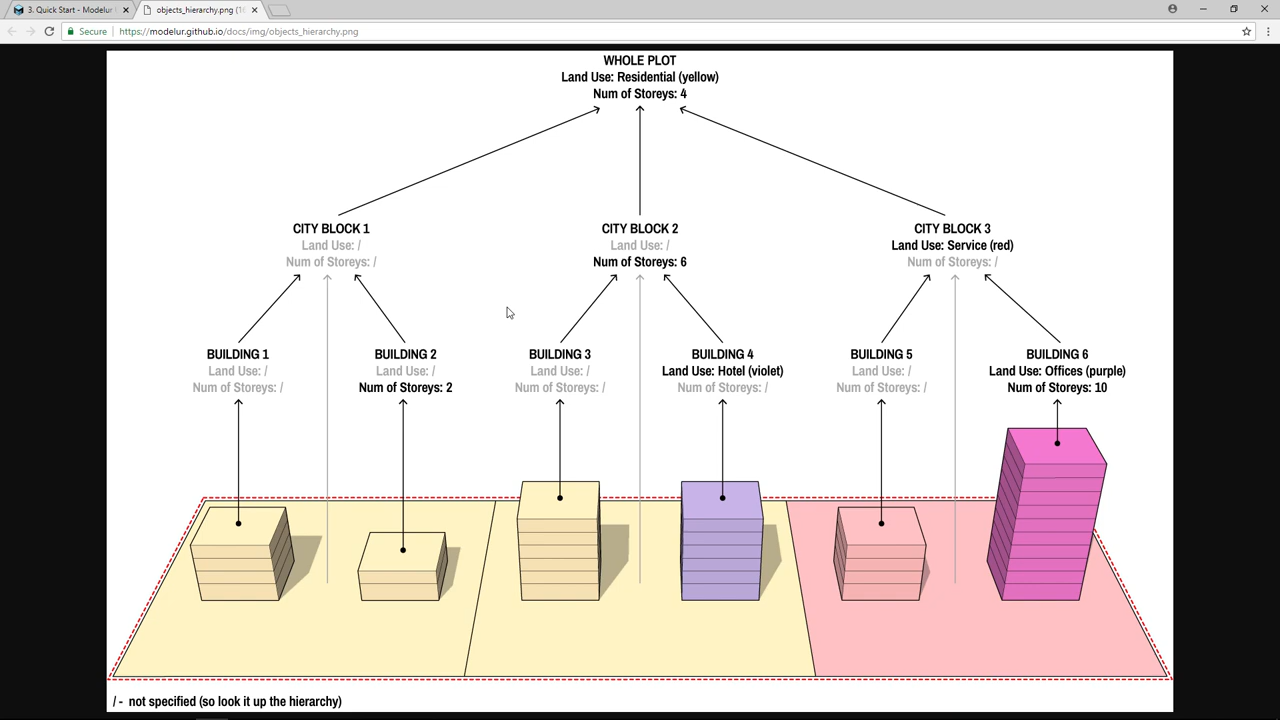 3. Quick Start - Modelur
objects_hierarchy.png
Secure
https://modelur.github.io/docs/img/objects_hierarchy.png
WHOLE PLOT
Land Use: Residential (yellow)
Num of Storeys: 4
CITY BLOCK 1
Land Use: /
Num of Storeys: /
CITY BLOCK 2
Land Use: /
Num of Storeys: 6
CITY BLOCK 3
Land Use: Service (red)
Num of Storeys: /
BUILDING 1
Land Use: /
Num of Storeys: /
BUILDING 2
Land Use: /
Num of Storeys: 2
BUILDING 3
Land Use: /
Num of Storeys: /
BUILDING 4
Land Use: Hotel (violet)
Num of Storeys: /
BUILDING 5
Land Use: /
Num of Storeys: /
BUILDING 6
Land Use: Offices (purple)
Num of Storeys: 10
/ - not specified (so look it up the hierarchy)